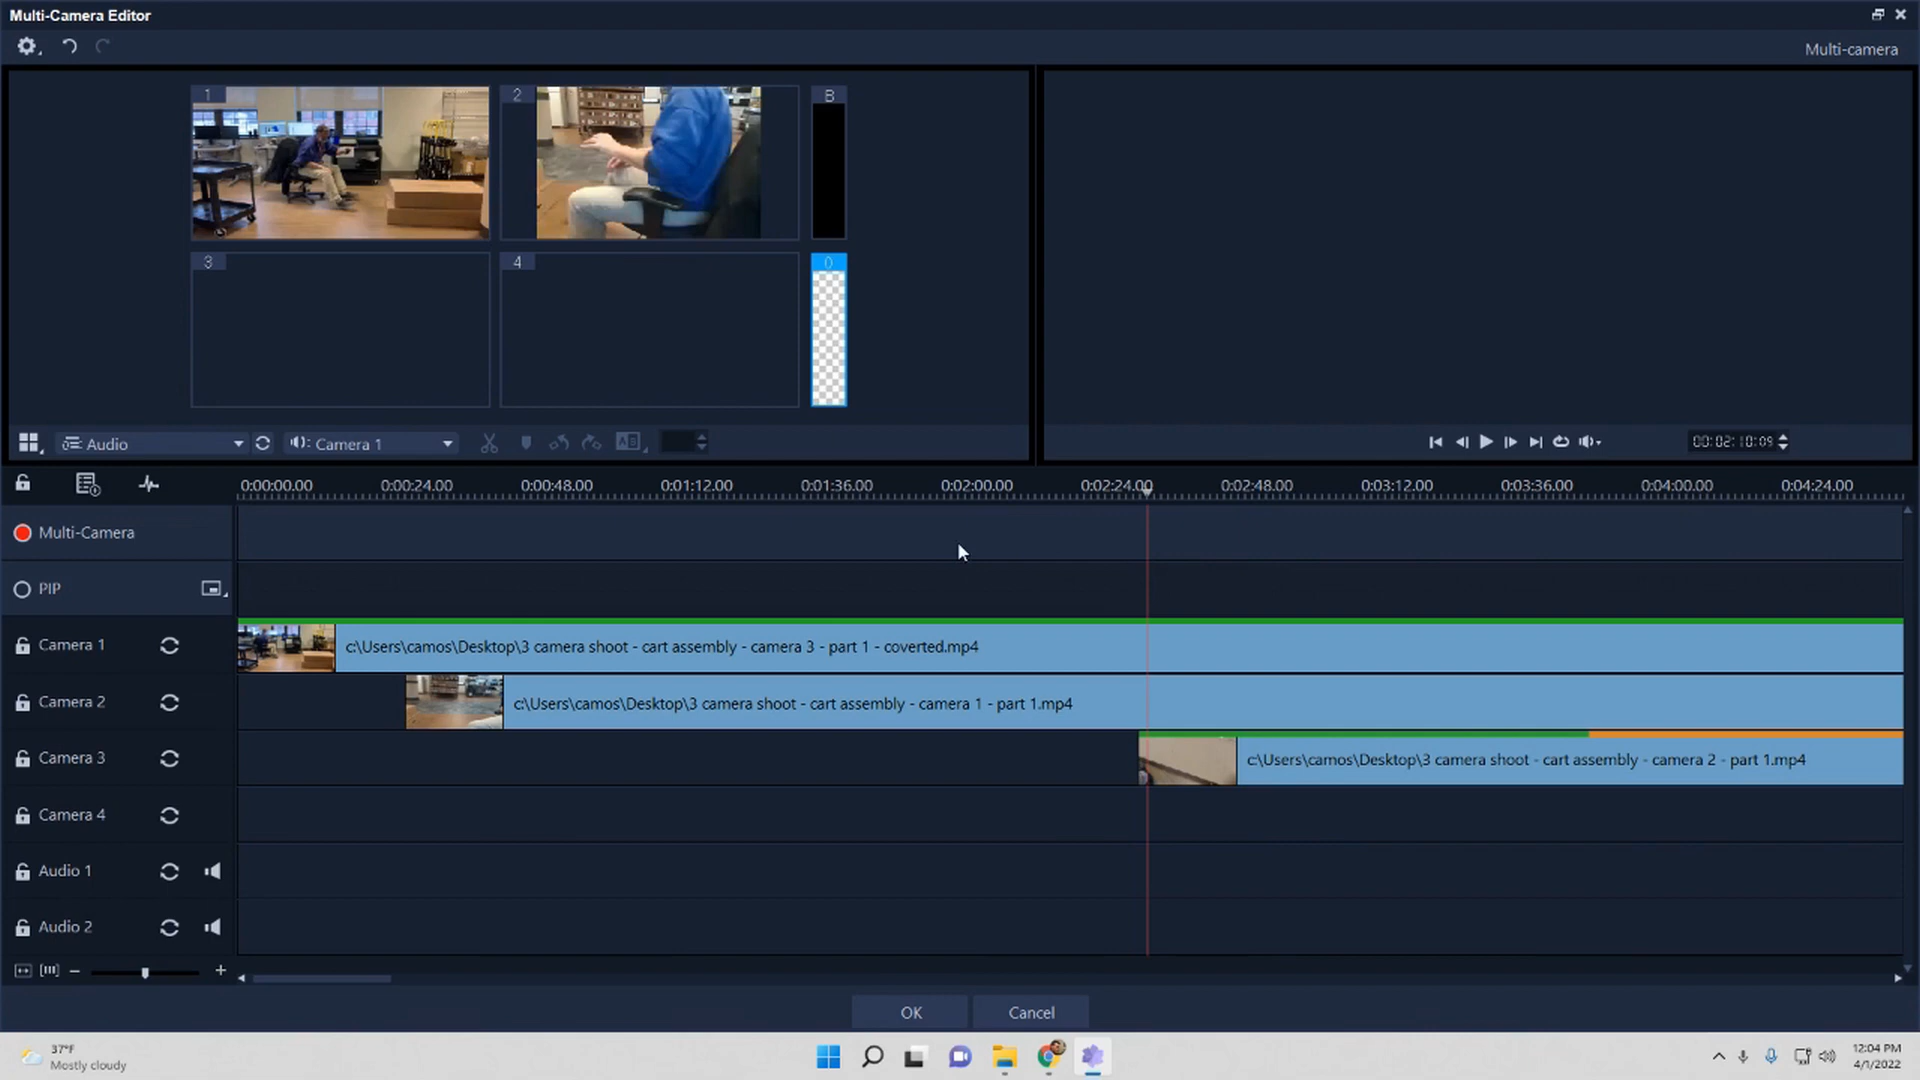 Multi-Camera Editor
Multi-camera
1
2
B
3
4
0
Audio
Camera 1
00:02:10:09
0:00:00.00
0:00:24.00
0:00:48.00
0:01:12.00
0:01:36.00
0:02:00.00
0:02:24.00
0:02:48.00
0:03:12.00
0:03:36.00
0:04:00.00
0:04:24.00
Multi-Camera
PIP
Camera 1
c:\Users\camos\Desktop\3 camera shoot - cart assembly - camera 3 - part 1 - coverted.mp4
Camera 2
c:\Users\camos\Desktop\3 camera shoot - cart assembly - camera 1 - part 1.mp4
Camera 3
c:\Users\camos\Desktop\3 camera shoot - cart assembly - camera 2 - part 1.mp4
Camera 4
Audio 1
Audio 2
OK
Cancel
37°F
Mostly cloudy
12:04 PM
4/1/2022